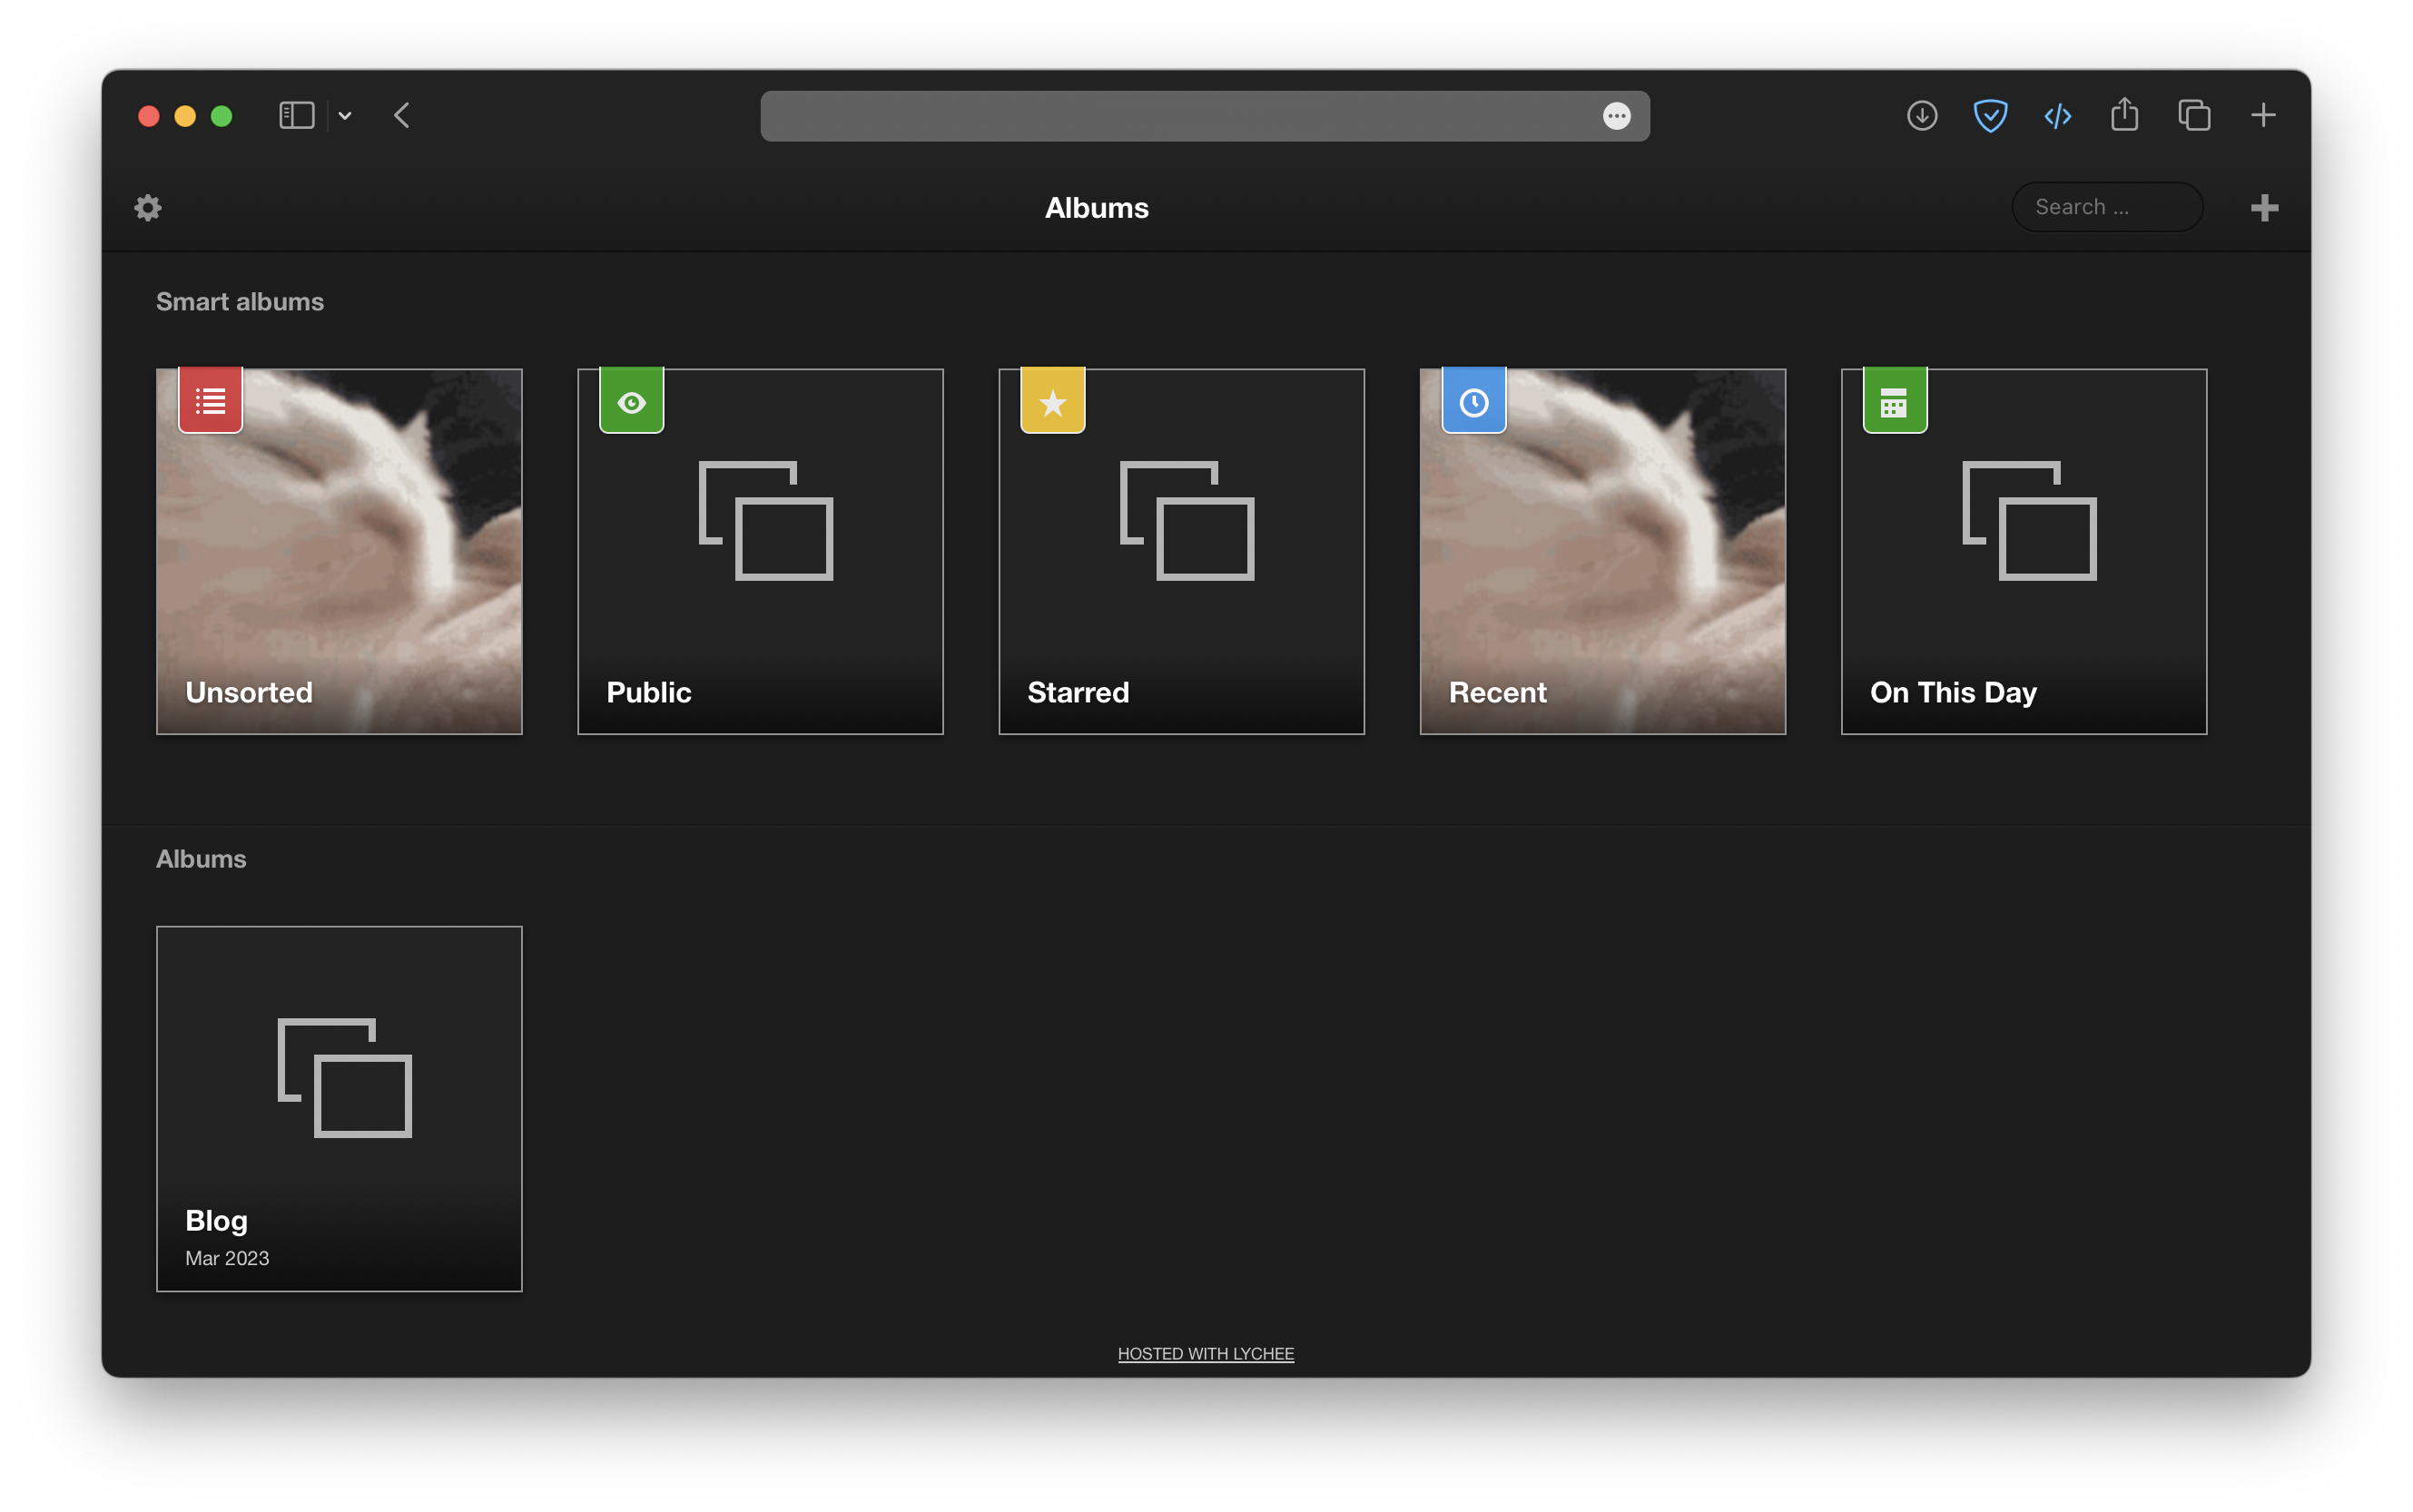 Albums
Search ...
Smart albums
Unsorted
Public
Starred
Recent
On This Day
Albums
Blog
Mar 2023
HOSTED WITH LYCHEE